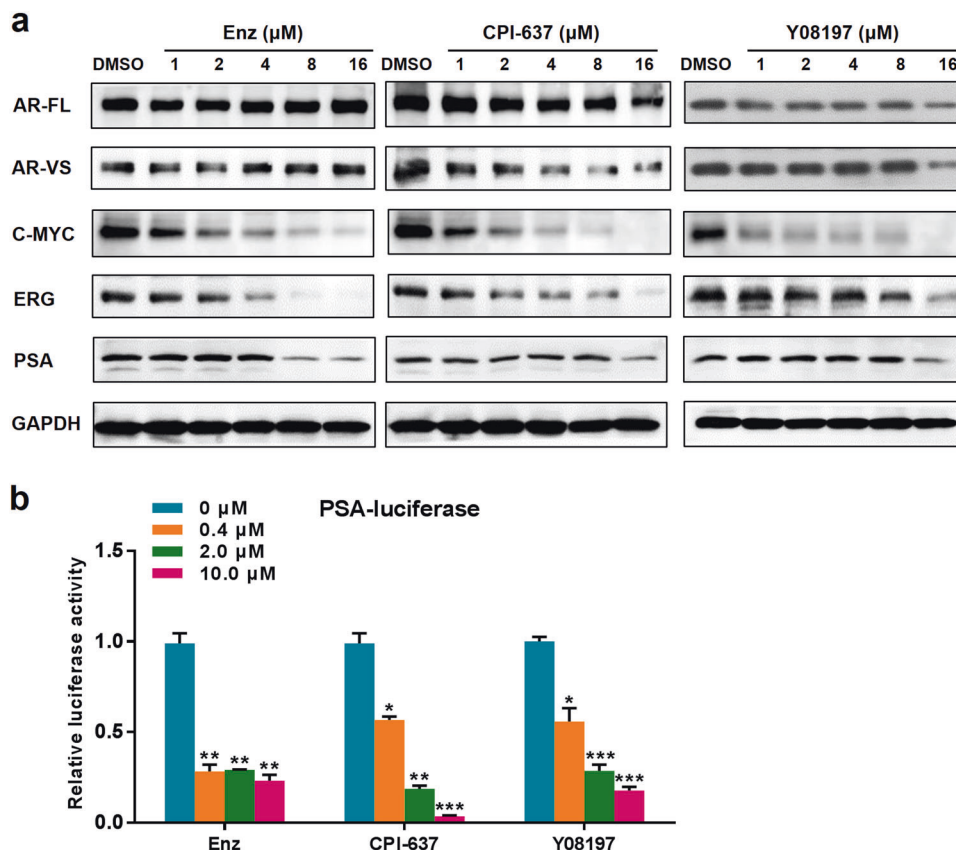 a
Enz (μM) CPI-637 (μM) Y08197 (μM)
DMSO 1 2 4 8 16 DMSO 1 2 4 8 16 DMSO 1 2 4 8 16
AR-FL
AR-VS
C-MYC
ERG
PSA
GAPDH
b
PSA-luciferase
0 μM
0.4 μM
2.0 μM
10.0 μM
Relative luciferase activity
1.5
1.0
0.5
0.0
** ** **
* ** ***
* *** ***
Enz CPI-637 Y08197